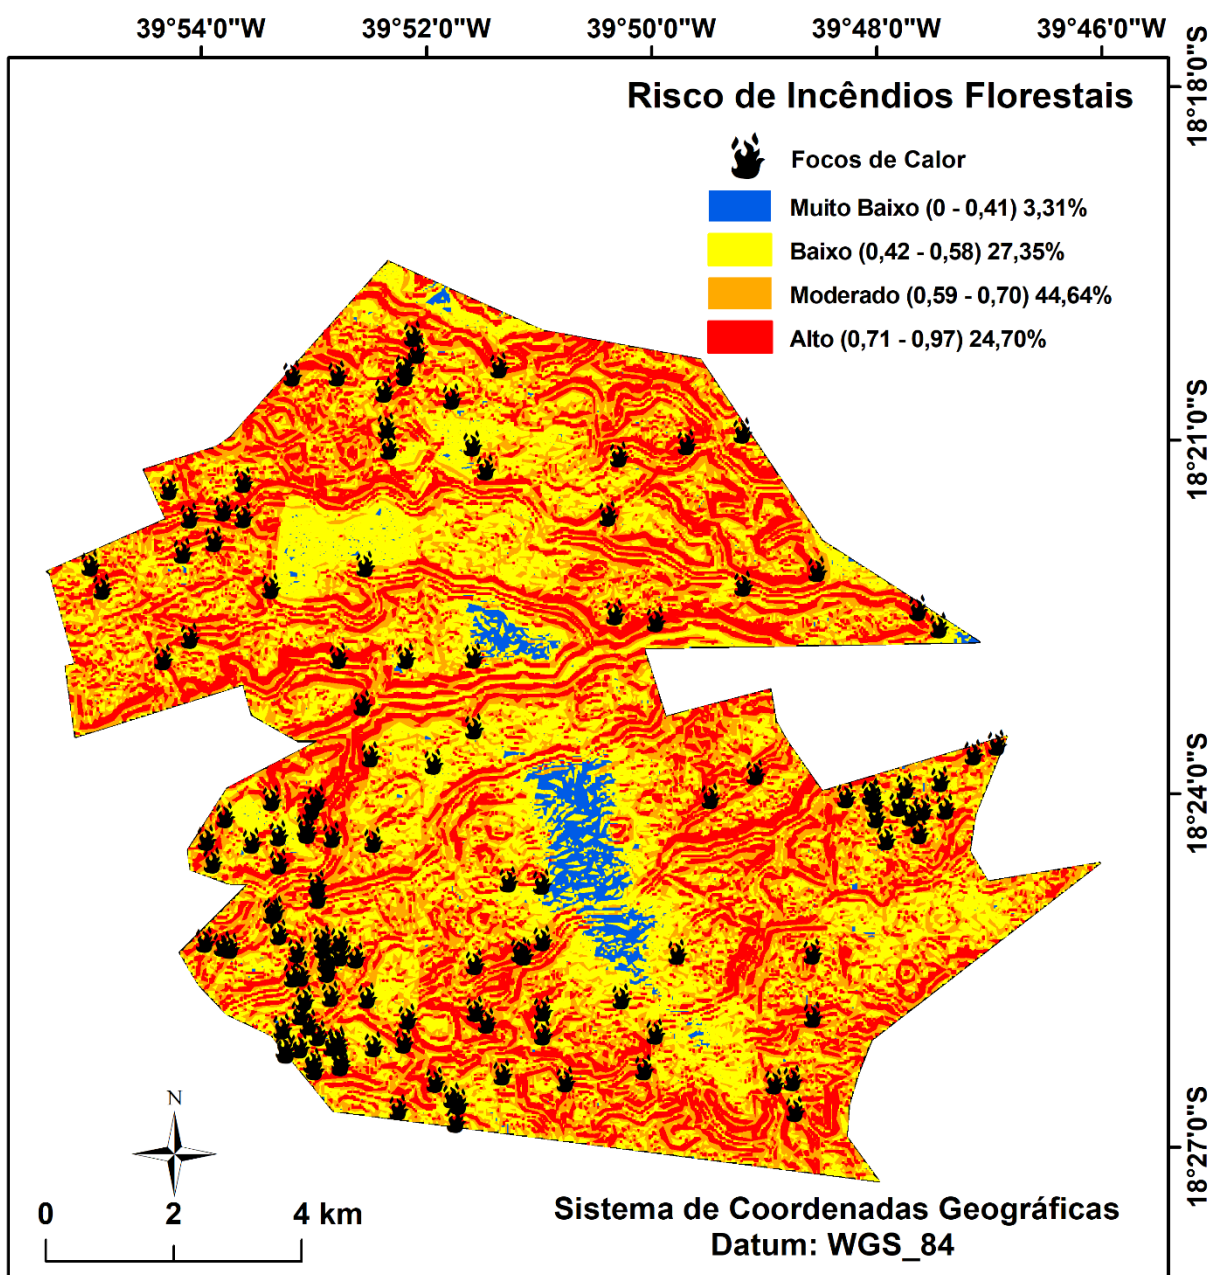 39°54'0"W 39°52'0"W 39°50'0"W 39°48'0"W 39°46'0"W
18°18'0"S
Risco de Incêndios Florestais
Focos de Calor
Muito Baixo (0 - 0,41) 3,31%
Baixo (0,42 - 0,58) 27,35%
Moderado (0,59 - 0,70) 44,64%
Alto (0,71 - 0,97) 24,70%
18°21'0"S
18°24'0"S
18°27'0"S
N
0 2 4 km
Sistema de Coordenadas Geográficas
Datum: WGS_84